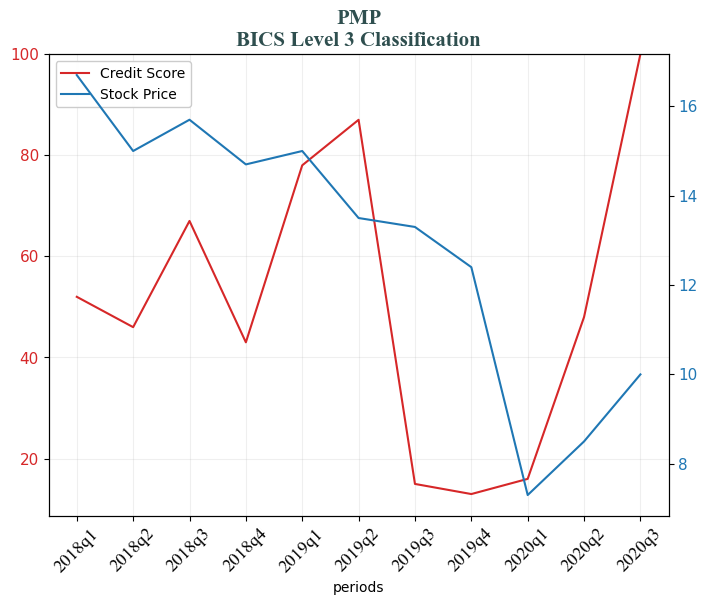 PMP
BICS Level 3 Classification
Credit Score
Stock Price
100
80
60
40
20
16
14
12
10
8
2018q1
2018q2
2018q3
2018q4
2019q1
2019q2
2019q3
2019q4
2020q1
2020q2
2020q3
periods